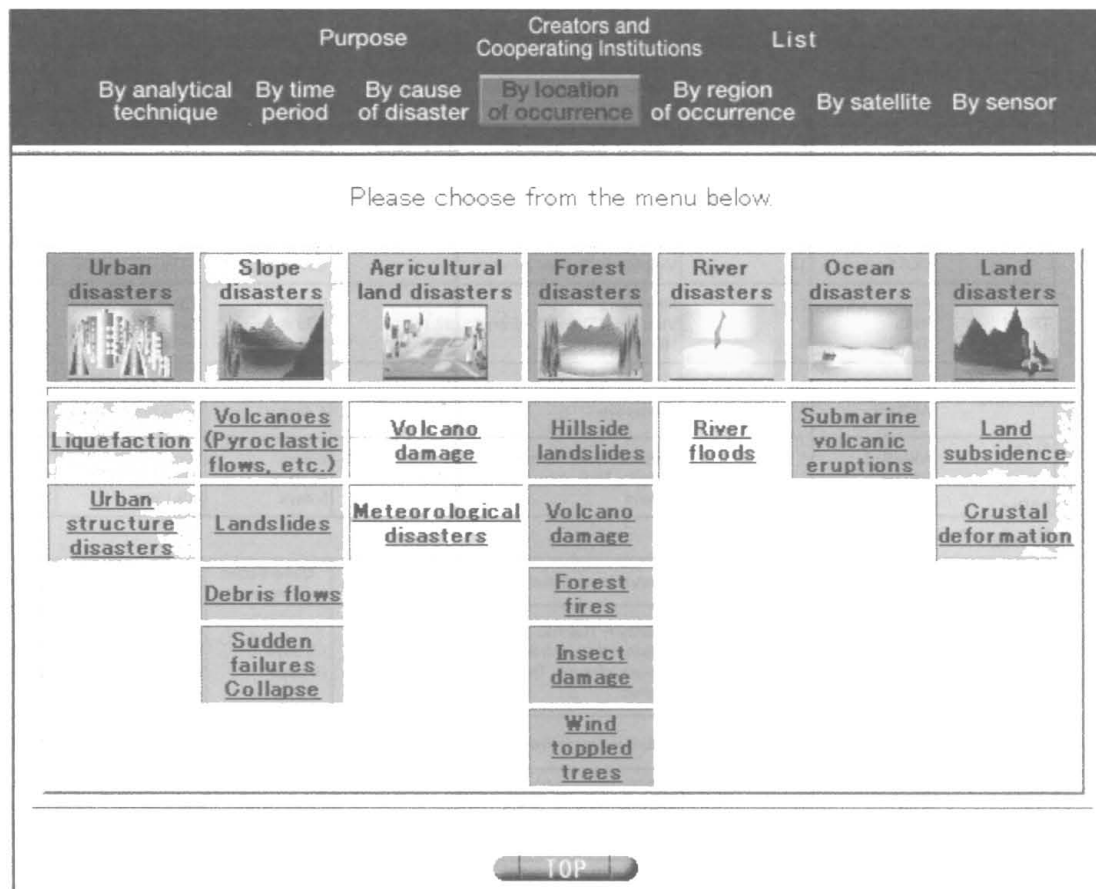 Purpose
Creators and
Cooperating Institutions
List
By analytical
technique
By time
period
By cause
of disaster
By location
of occurrence
By region
of occurrence
By satellite
By sensor
Please choose from the menu below.
Urban
disasters
Slope
disasters
Agricultural
land disasters
Forest
disasters
River
disasters
Ocean
disasters
Land
disasters
Liquefaction
Volcanoes
(Pyroclastic
flows, etc.)
Volcano
damage
Hillside
landslides
River
floods
Submarine
volcanic
eruptions
Land
subsidence
Urban
structure
disasters
Landslides
Meteorological
disasters
Volcano
damage
Crustal
deformation
Debris flows
Forest
fires
Sudden
failures
Collapse
Insect
damage
Wind
toppled
trees
TOP